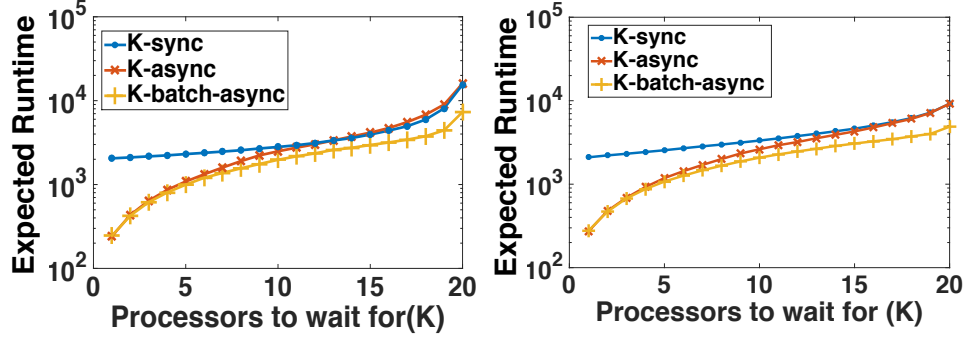 Expected Runtime
10^5
10^4
10^3
10^2
K-sync
K-async
K-batch-async
0 5 10 15 20
Processors to wait for(K)
Expected Runtime
10^5
10^4
10^3
10^2
K-sync
K-async
K-batch-async
0 5 10 15 20
Processors to wait for (K)